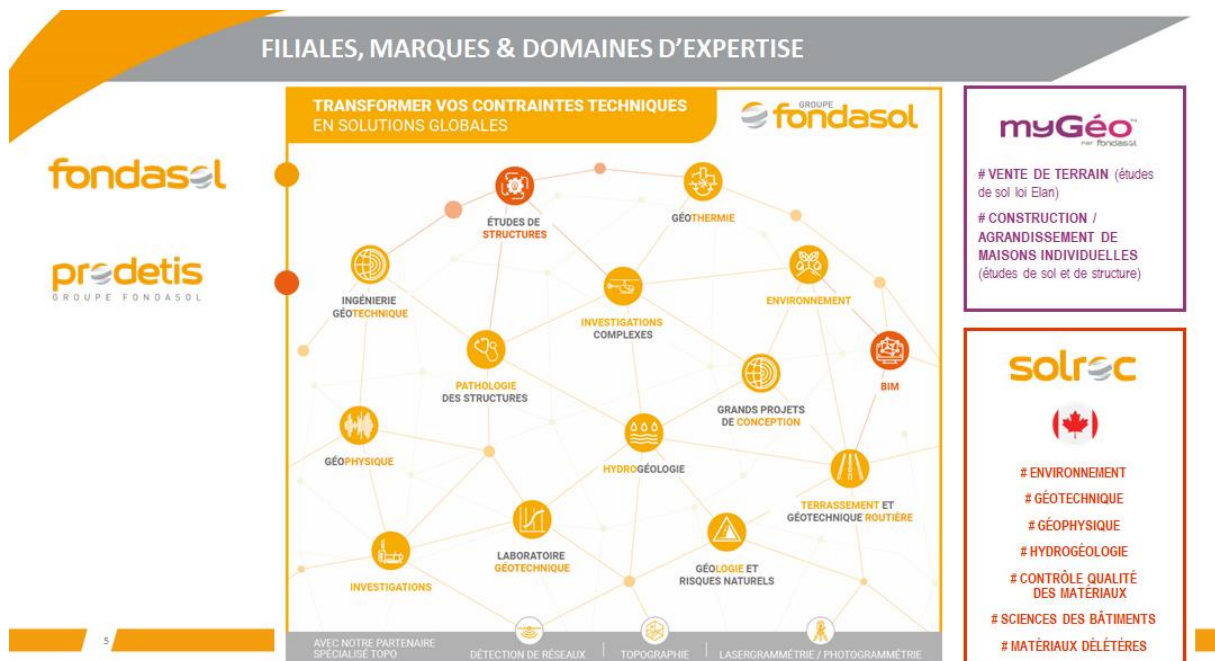 FILIALES, MARQUES & DOMAINES D'EXPERTISE
fondasol
prodetis
GROUPE FONDASOL
TRANSFORMER VOS CONTRAINTES TECHNIQUES
EN SOLUTIONS GLOBALES
GROUPE
fondasol
ÉTUDES DE
STRUCTURES
GÉOTHERMIE
INGÉNIERIE
GÉOTECHNIQUE
INVESTIGATIONS
COMPLEXES
ENVIRONNEMENT
PATHOLOGIE
DES STRUCTURES
GRANDS PROJETS
DE CONCEPTION
BIM
GÉOPHYSIQUE
HYDROGÉOLOGIE
TERRASSEMENT ET
GÉOTECHNIQUE ROUTIÈRE
INVESTIGATIONS
LABORATOIRE
GÉOTECHNIQUE
GÉOLOGIE ET
RISQUES NATURELS
AVEC NOTRE PARTENAIRE
SPÉCIALISÉ TOPO
DÉTECTION DE RÉSEAUX
TOPOGRAPHIE
LASERGRAMMÉTRIE / PHOTOGRAMMÉTRIE
myGéo™
par fondasol
# VENTE DE TERRAIN (études
de sol loi Elan)
# CONSTRUCTION /
AGRANDISSEMENT DE
MAISONS INDIVIDUELLES
(études de sol et de structure)
solroc
# ENVIRONNEMENT
# GÉOTECHNIQUE
# GÉOPHYSIQUE
# HYDROGÉOLOGIE
# CONTRÔLE QUALITÉ
DES MATÉRIAUX
# SCIENCES DES BÂTIMENTS
# MATÉRIAUX DÉLÉTÈRES
5